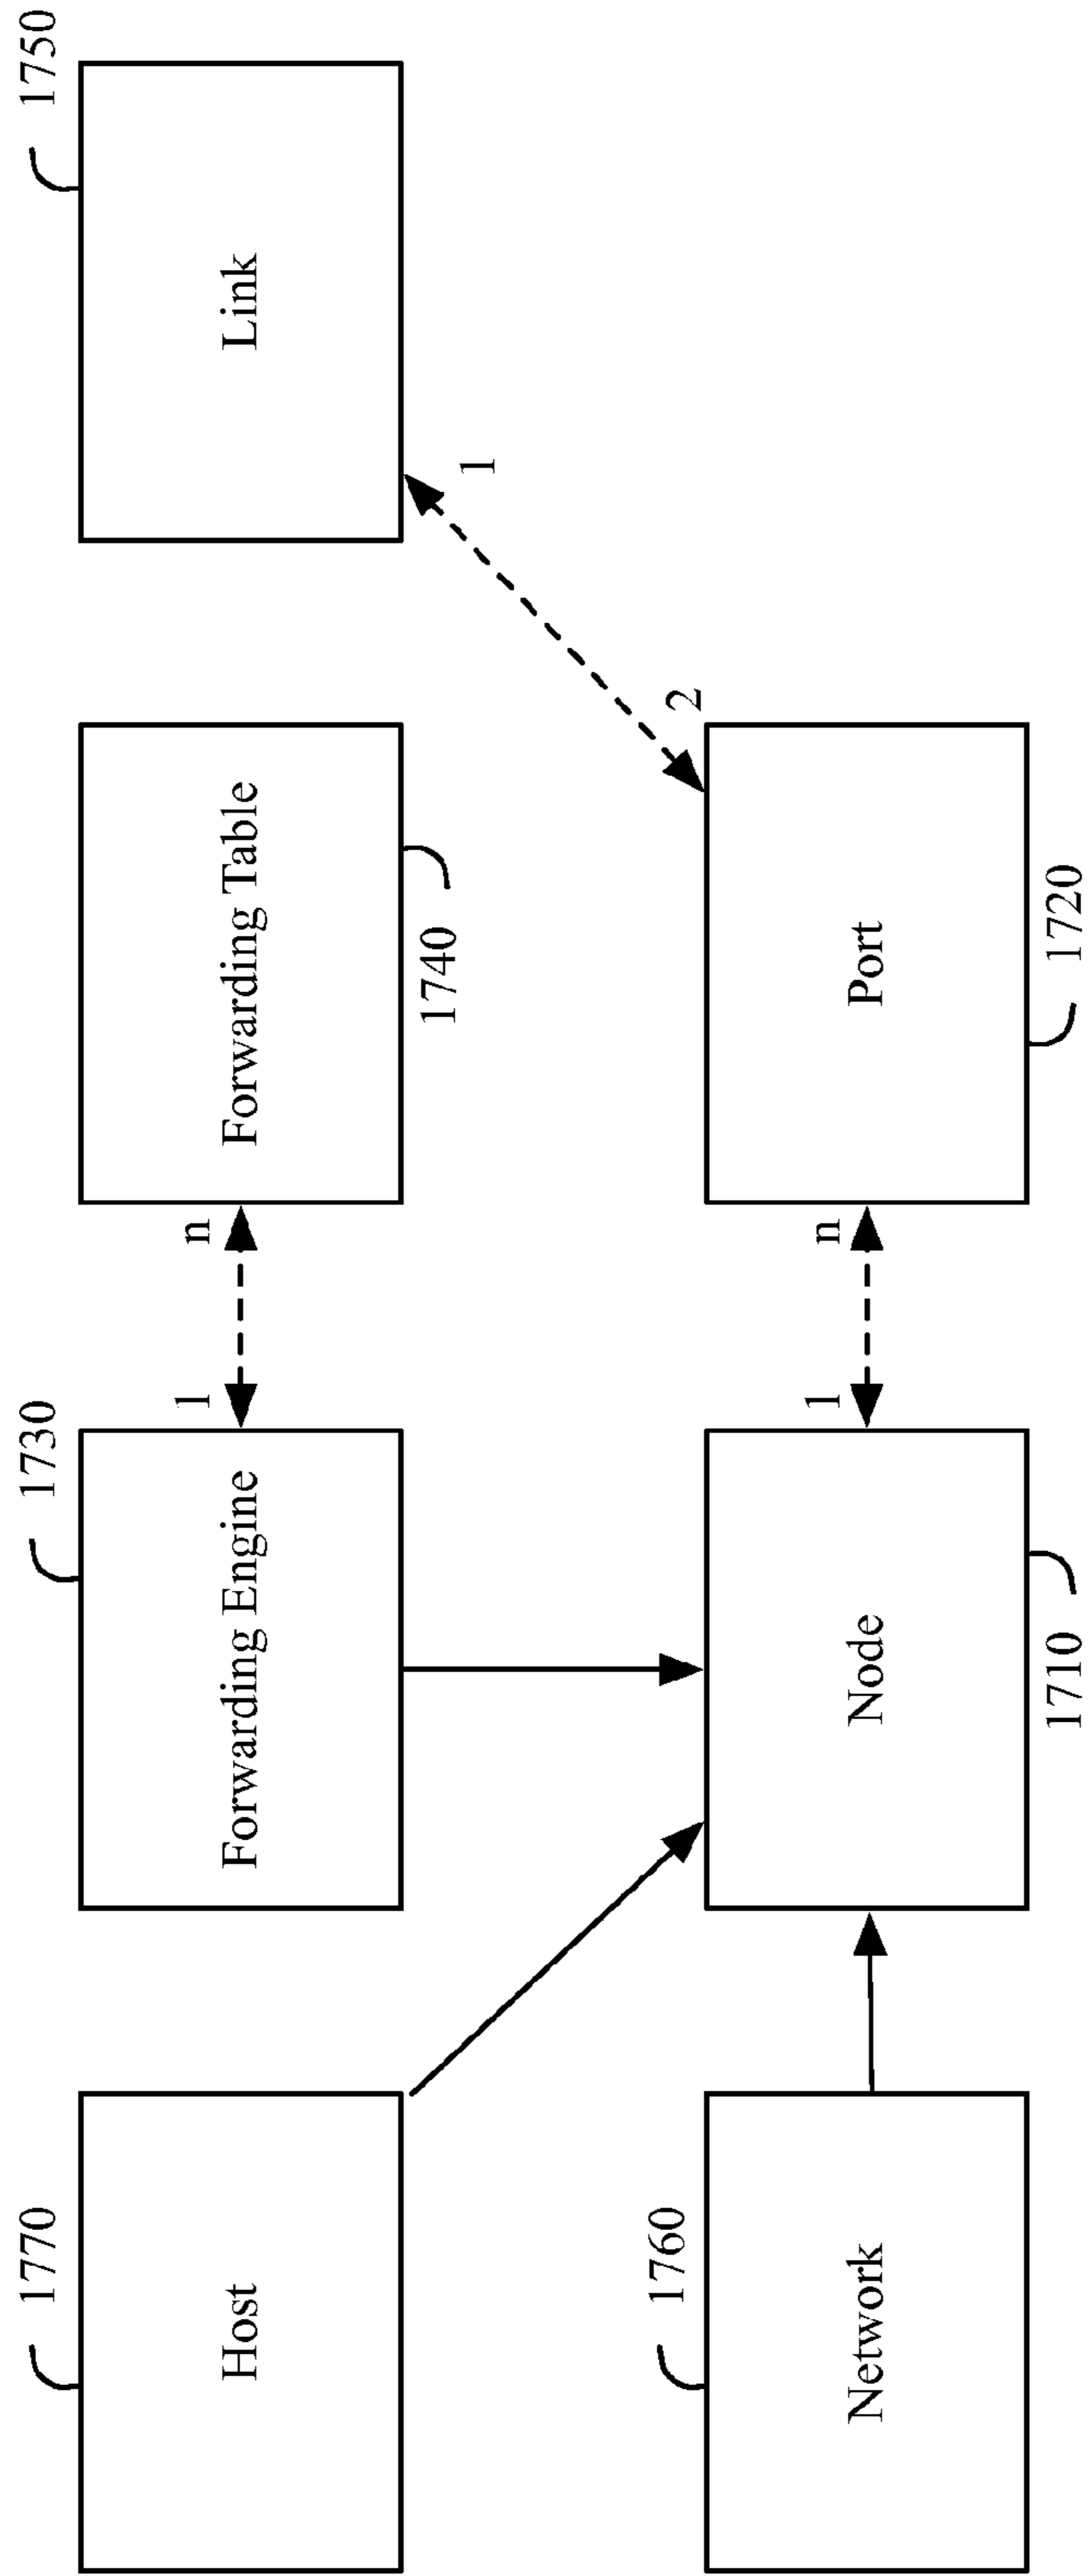 1770
1730
1750
Host
Forwarding Engine
1
n
Forwarding Table
Link
1740
1
2
1760
Network
Node
1
n
Port
1710
1720